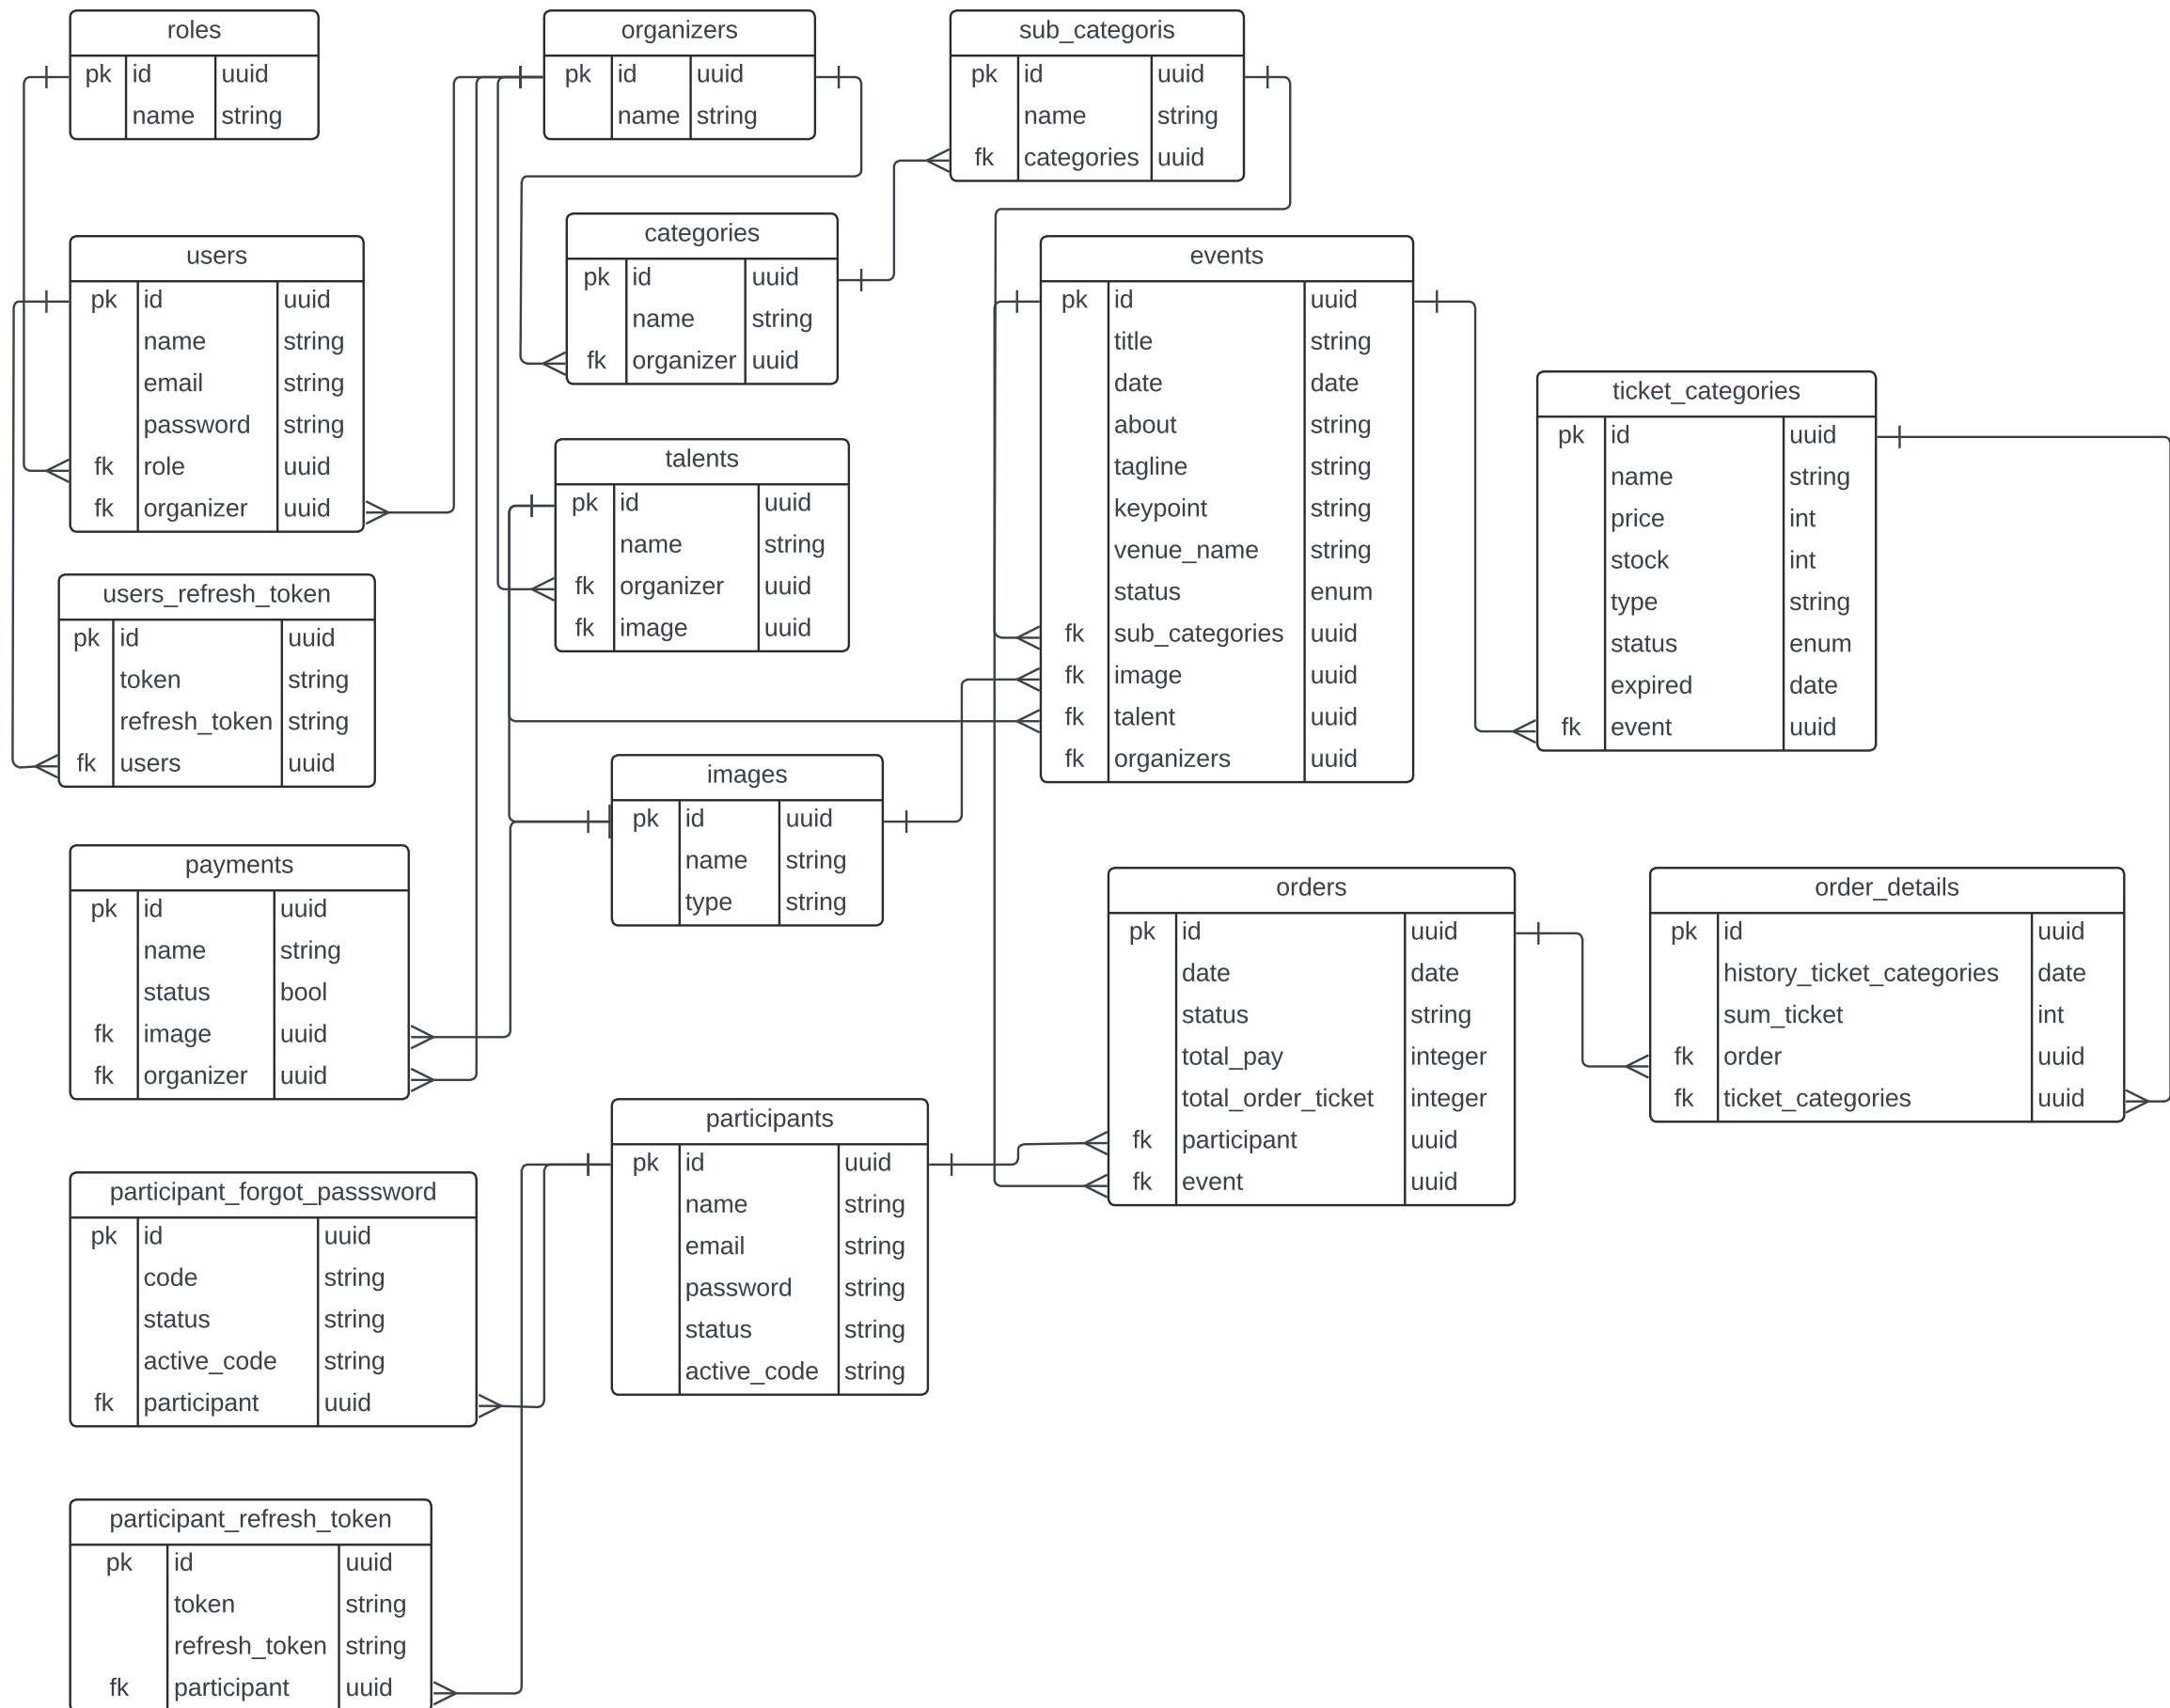 roles
pk id uuid
name string
users
pk id uuid
name string
email string
password string
fk role uuid
fk organizer uuid
users_refresh_token
pk id uuid
token string
refresh_token string
fk users uuid
payments
pk id uuid
name string
status bool
fk image uuid
fk organizer uuid
participant_forgot_passsword
pk id uuid
code string
status string
active_code string
fk participant uuid
participant_refresh_token
pk id uuid
token string
refresh_token string
fk participant uuid
organizers
pk id uuid
name string
categories
pk id uuid
name string
fk organizer uuid
talents
pk id uuid
name string
fk organizer uuid
fk image uuid
images
pk id uuid
name string
type string
participants
pk id uuid
name string
email string
password string
status string
active_code string
sub_categoris
pk id uuid
name string
fk categories uuid
events
pk id uuid
title string
date date
about string
tagline string
keypoint string
venue_name string
status enum
fk sub_categories uuid
fk image uuid
fk talent uuid
fk organizers uuid
orders
pk id uuid
date date
status string
total_pay integer
total_order_ticket integer
fk participant uuid
fk event uuid
ticket_categories
pk id uuid
name string
price int
stock int
type string
status enum
expired date
fk event uuid
order_details
pk id uuid
history_ticket_categories date
sum_ticket int
fk order uuid
fk ticket_categories uuid